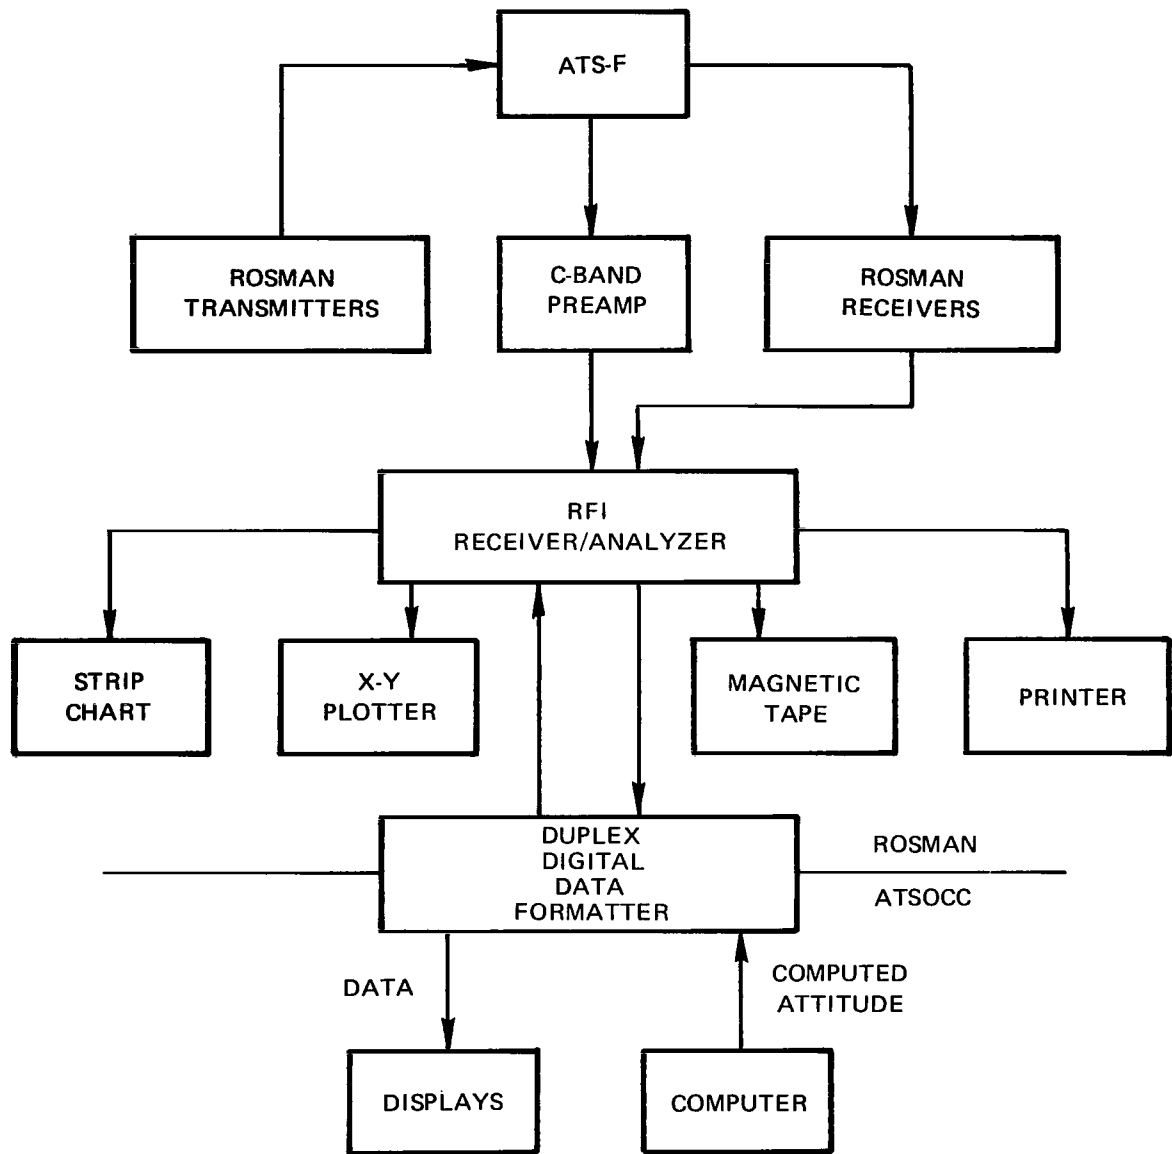 ATS-F
ROSMAN
TRANSMITTERS
C-BAND
PREAMP
ROSMAN
RECEIVERS
RFI
RECEIVER/ANALYZER
STRIP
CHART
X-Y
PLOTTER
MAGNETIC
TAPE
PRINTER
DUPLEX
DIGITAL
DATA
FORMATTER
ROSMAN
ATSOCC
DATA
COMPUTED
ATTITUDE
DISPLAYS
COMPUTER